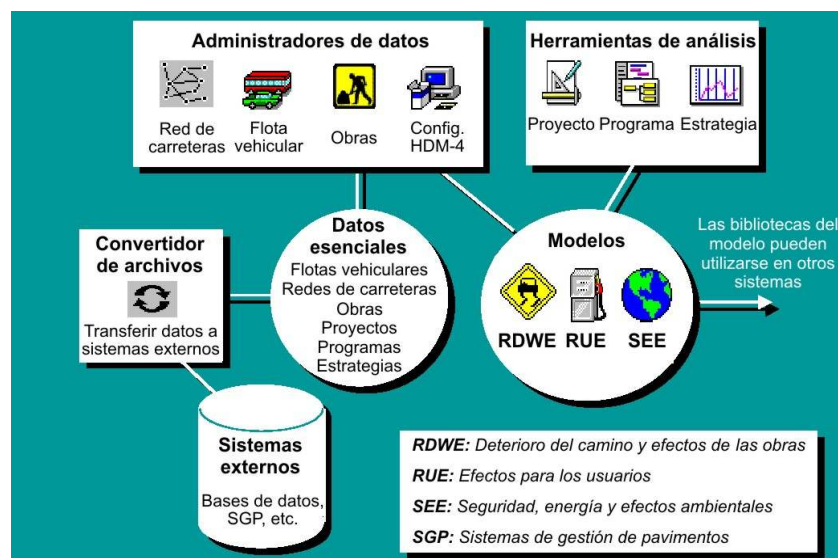 Administradores de datos
Red de
carreteras
Flota
vehicular
Obras
Config.
HDM-4
Herramientas de análisis
Proyecto
Programa
Estrategia
Convertidor
de archivos
Transferir datos a
sistemas externos
Datos
esenciales
Flotas vehiculares
Redes de carreteras
Obras
Proyectos
Programas
Estrategias
Modelos
RDWE
RUE
SEE
Las bibliotecas del
modelo pueden
utilizarse en otros
sistemas
Sistemas
externos
Bases de datos,
SGP, etc.
RDWE: Deterioro del camino y efectos de las obras
RUE: Efectos para los usuarios
SEE: Seguridad, energía y efectos ambientales
SGP: Sistemas de gestión de pavimentos